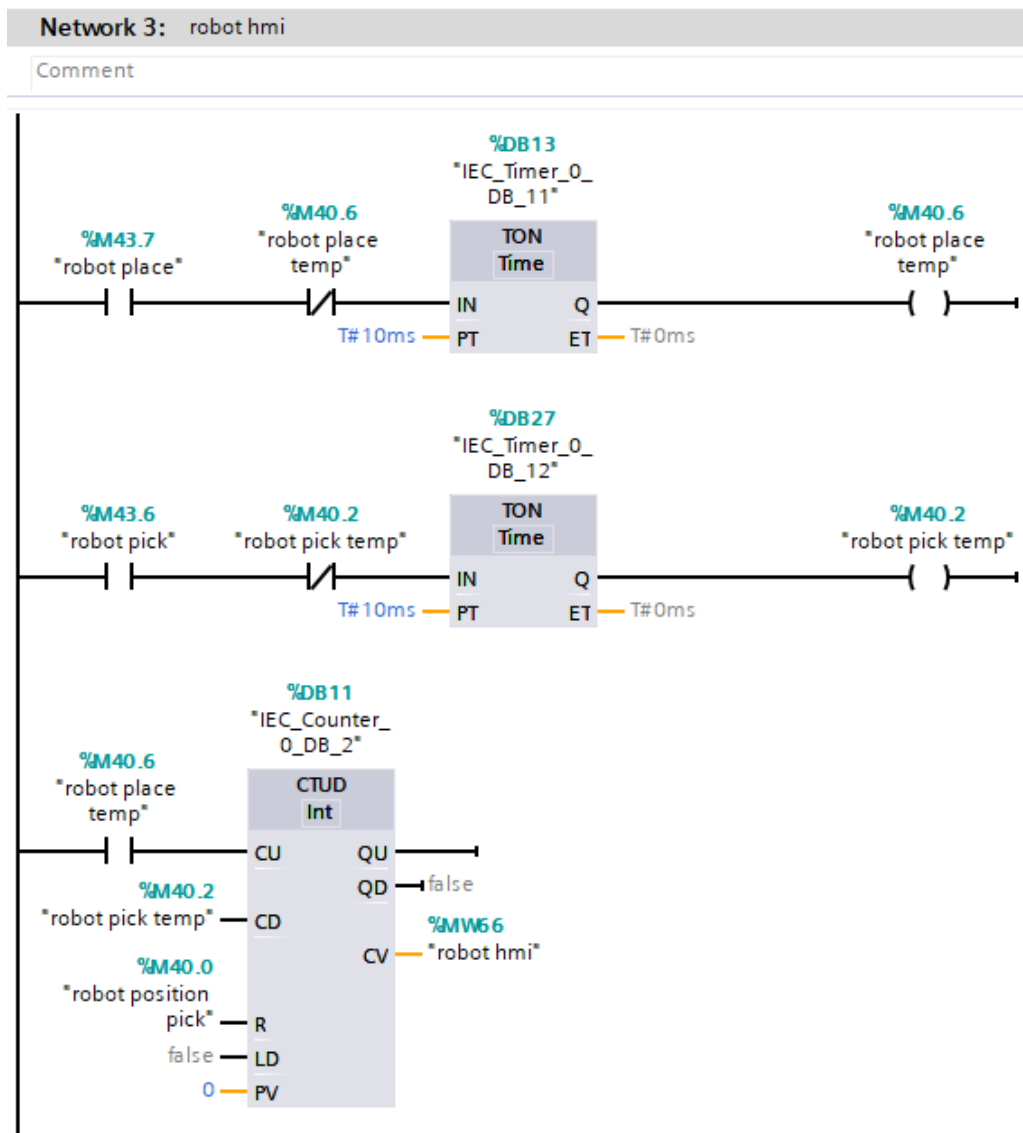 Network 3: robot hmi
Comment
%DB13
"IEC_Timer_0_
DB_11"
%M43.7
"robot place"
%M40.6
"robot place
temp"
TON
Time
%M40.6
"robot place
temp"
IN Q
T#10ms PT ET T#0ms
%DB27
"IEC_Timer_0_
DB_12"
%M43.6
"robot pick"
%M40.2
"robot pick temp"
TON
Time
%M40.2
"robot pick temp"
IN Q
T#10ms PT ET T#0ms
%DB11
"IEC_Counter_
0_DB_2"
%M40.6
"robot place
temp"
CTUD
Int
CU QU
QD false
%M40.2
"robot pick temp" CD
%MW66
CV "robot hmi"
%M40.0
"robot position
pick" R
false LD
0 PV